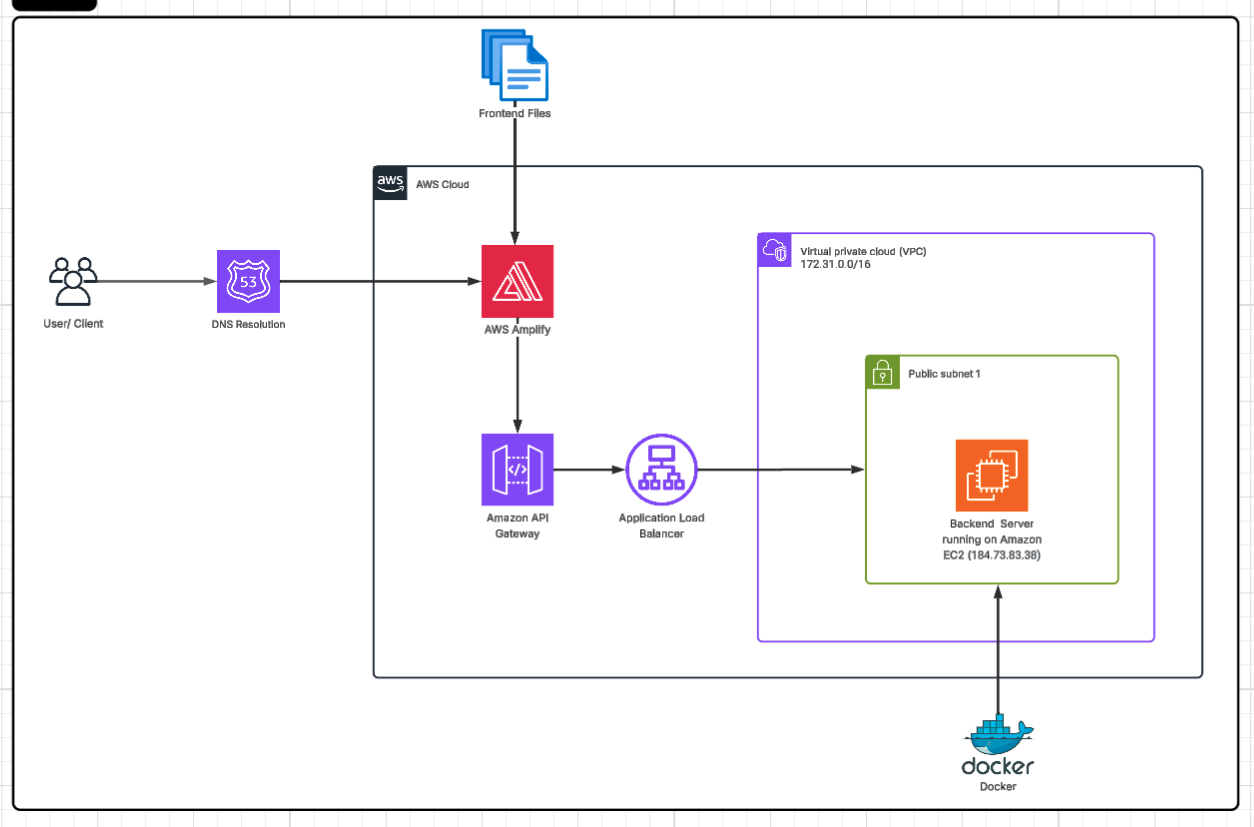 Frontend Files
aws
AWS Cloud
Virtual private cloud (VPC)
172.31.0.0/16
53
User/ Client
DNS Resolution
AWS Amplify
Public subnet 1
</>
Amazon API
Gateway
Application Load
Balancer
Backend Server
running on Amazon
EC2 (184.73.83.38)
docker
Docker